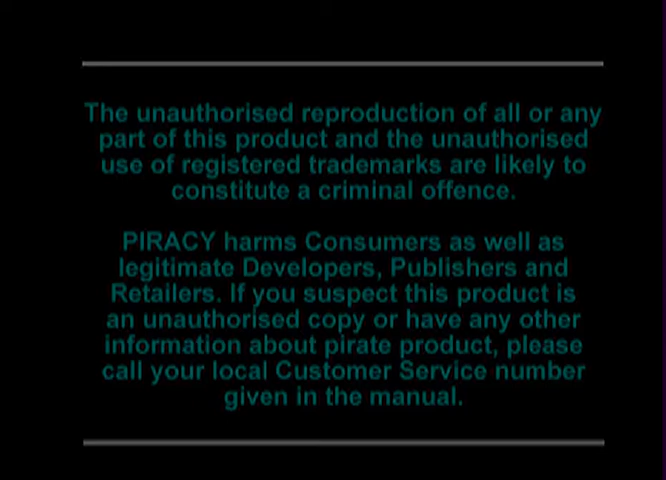 The unauthorised reproduction of all or any
part of this product and the unauthorised
use of registered trademarks are likely to
constitute a criminal offence.
PIRACY harms Consumers as well as
legitimate Developers, Publishers and
Retailers. If you suspect this product is
an unauthorised copy or have any other
information about pirate product, please
call your local Customer Service number
given in the manual.